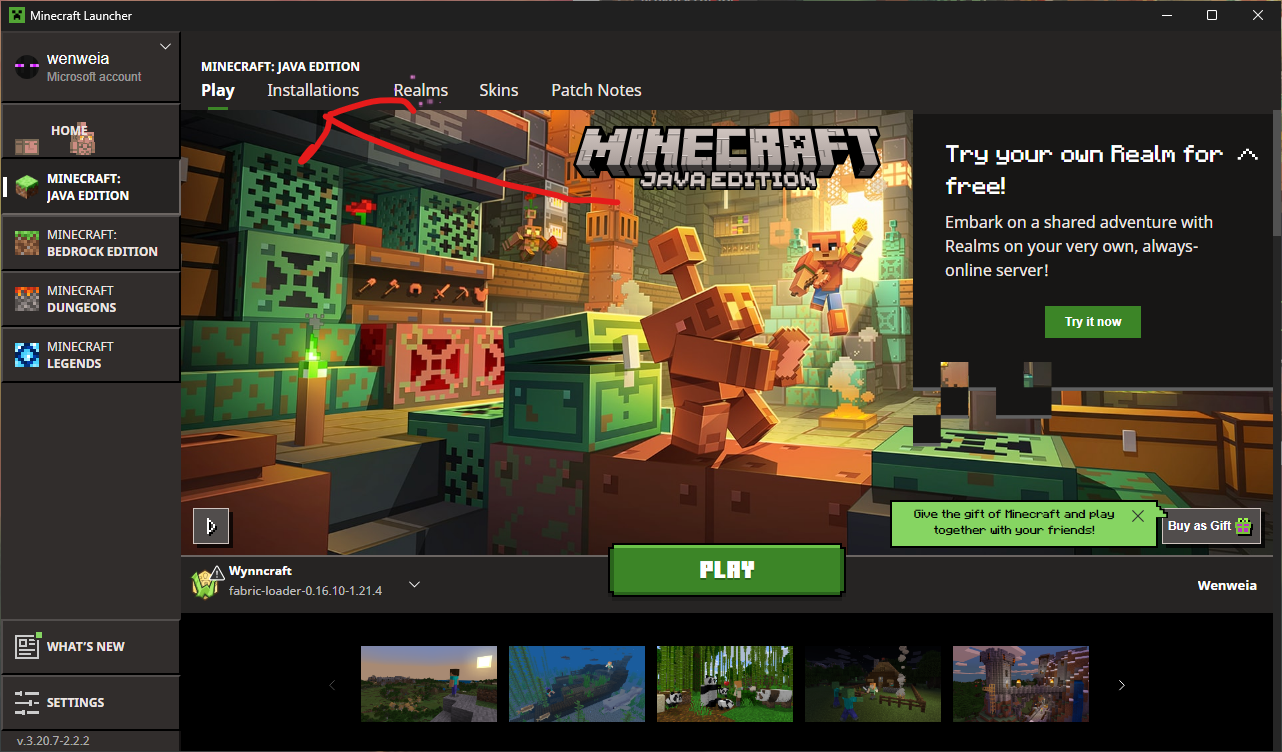 Minecraft Launcher
wenweia
Microsoft account
HOME
MINECRAFT:
JAVA EDITION
MINECRAFT:
BEDROCK EDITION
MINECRAFT
DUNGEONS
MINECRAFT
LEGENDS
WHAT'S NEW
SETTINGS
v.3.20.7-2.2.2
MINECRAFT: JAVA EDITION
Play Installations Realms Skins Patch Notes
MINECRAFT
JAVA EDITION
Try your own Realm for
free!
Embark on a shared adventure with
Realms on your very own, always-
online server!
Try it now
Give the gift of Minecraft and play
together with your friends!
Buy as Gift
Wynncraft
fabric-loader-0.16.10-1.21.4
PLAY
Wenweia